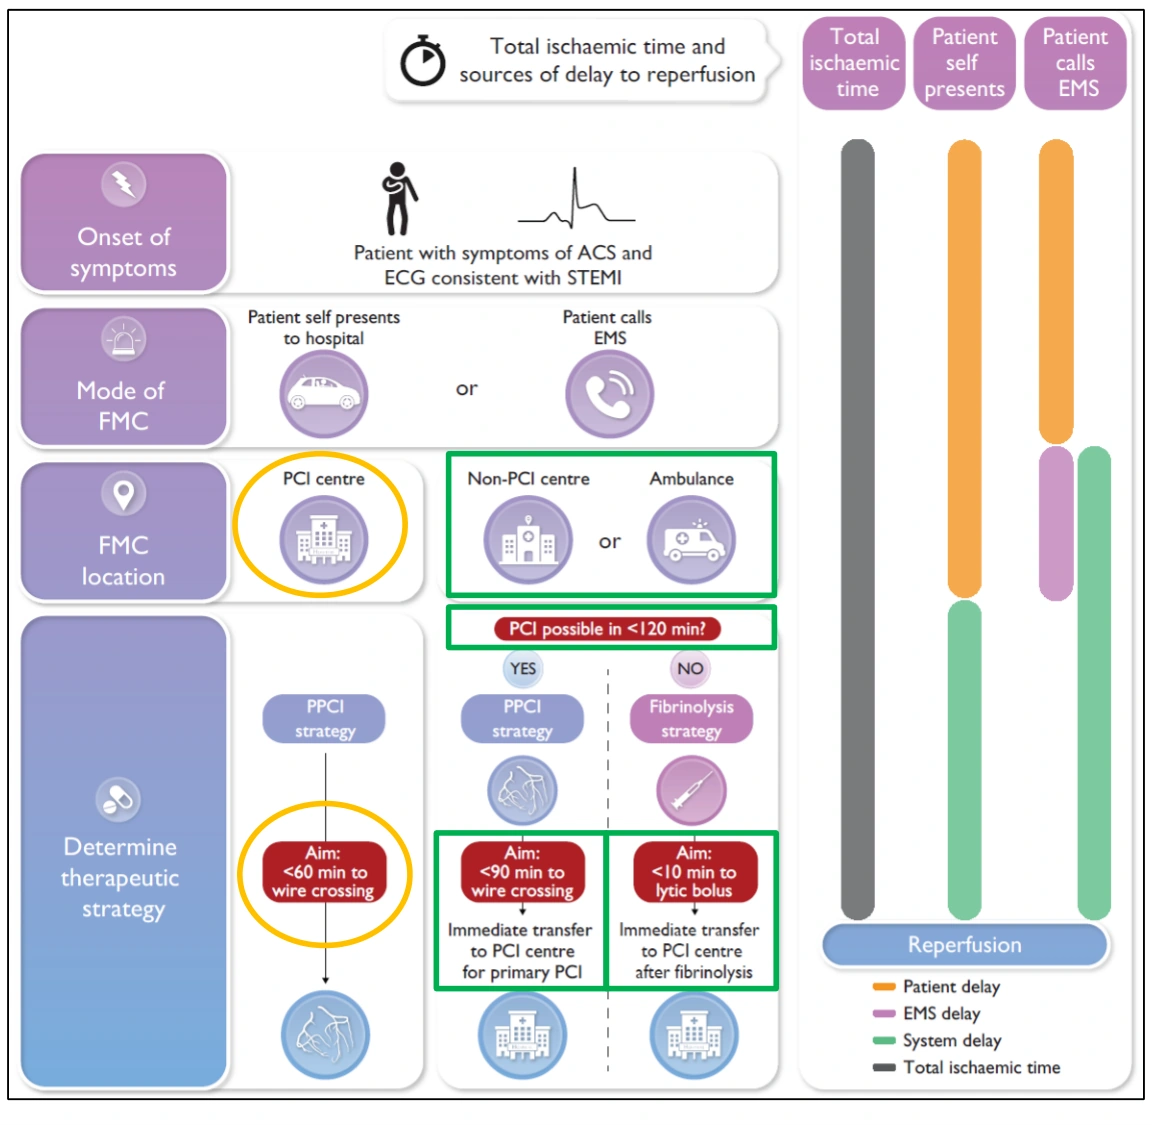 Total ischaemic time and
sources of delay to reperfusion
Total
ischaemic
time
Patient
self
presents
Patient
calls
EMS
Onset of
symptoms
Patient with symptoms of ACS and
ECG consistent with STEMI
Mode of
FMC
Patient self presents
to hospital
or
Patient calls
EMS
FMC
location
PCI centre
Non-PCI centre
or
Ambulance
Determine
therapeutic
strategy
PCI possible in <120 min?
YES
NO
PPCI
strategy
PPCI
strategy
Fibrinolysis
strategy
Aim:
<60 min to
wire crossing
Aim:
<90 min to
wire crossing
Aim:
<10 min to
lytic bolus
Immediate transfer
to PCI centre
for primary PCI
Immediate transfer
to PCI centre
after fibrinolysis
Reperfusion
Patient delay
EMS delay
System delay
Total ischaemic time